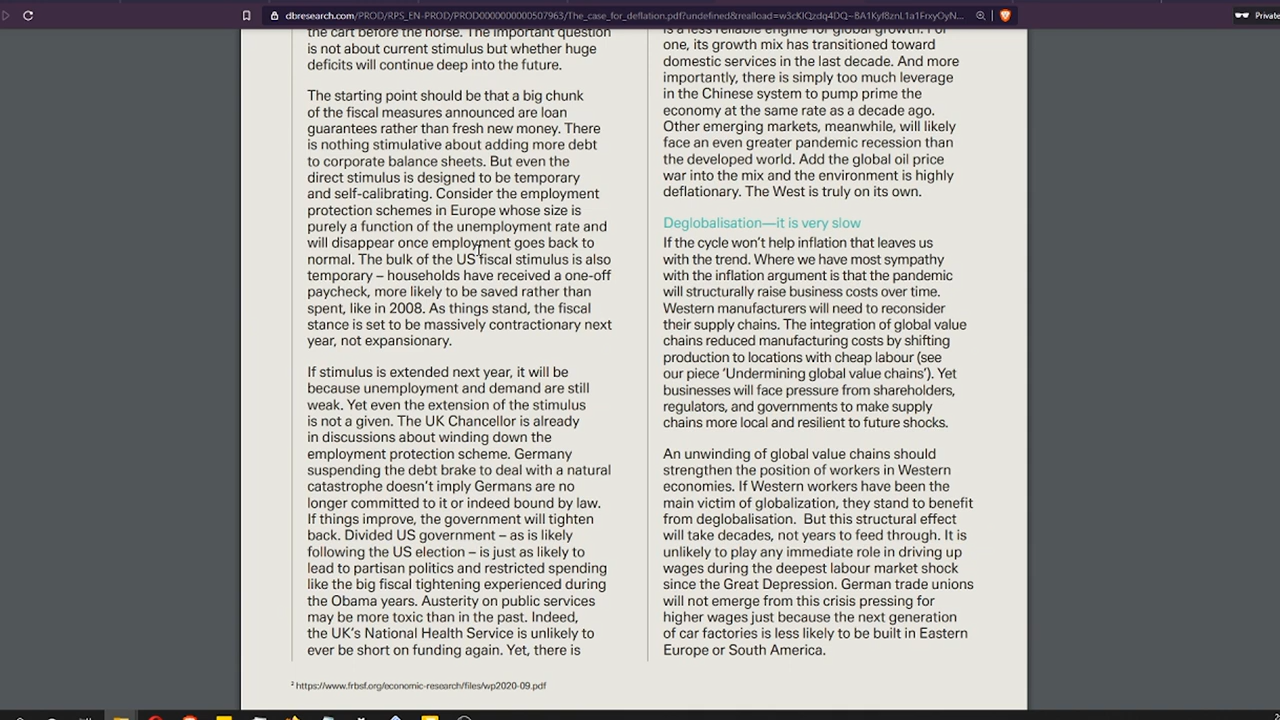 dbresearch.com/PROD/RPS_EN-PROD/PROD0000000000507963/The_case_for_deflation.pdf?undefined&realload=w3cKIQzdq4DQ~BA1Kyf8znL1a1FrxyOyN...
Private
the cart before the horse. The important question
is not about current stimulus but whether huge
deficits will continue deep into the future.
The starting point should be that a big chunk
of the fiscal measures announced are loan
guarantees rather than fresh new money. There
is nothing stimulative about adding more debt
to corporate balance sheets. But even the
direct stimulus is designed to be temporary
and self-calibrating. Consider the employment
protection schemes in Europe whose size is
purely a function of the unemployment rate and
will disappear once employment goes back to
normal. The bulk of the US fiscal stimulus is also
temporary – households have received a one-off
paycheck, more likely to be saved rather than
spent, like in 2008. As things stand, the fiscal
stance is set to be massively contractionary next
year, not expansionary.
If stimulus is extended next year, it will be
because unemployment and demand are still
weak. Yet even the extension of the stimulus
is not a given. The UK Chancellor is already
in discussions about winding down the
employment protection scheme. Germany
suspending the debt brake to deal with a natural
catastrophe doesn't imply Germans are no
longer committed to it or indeed bound by law.
If things improve, the government will tighten
back. Divided US government – as is likely
following the US election – is just as likely to
lead to partisan politics and restricted spending
like the big fiscal tightening experienced during
the Obama years. Austerity on public services
may be more toxic than in the past. Indeed,
the UK's National Health Service is unlikely to
ever be short on funding again. Yet, there is
² https://www.frbsf.org/economic-research/files/wp2020-09.pdf
is a less reliable engine for global growth. For
one, its growth mix has transitioned toward
domestic services in the last decade. And more
importantly, there is simply too much leverage
in the Chinese system to pump prime the
economy at the same rate as a decade ago.
Other emerging markets, meanwhile, will likely
face an even greater pandemic recession than
the developed world. Add the global oil price
war into the mix and the environment is highly
deflationary. The West is truly on its own.
Deglobalisation—it is very slow
If the cycle won't help inflation that leaves us
with the trend. Where we have most sympathy
with the inflation argument is that the pandemic
will structurally raise business costs over time.
Western manufacturers will need to reconsider
their supply chains. The integration of global value
chains reduced manufacturing costs by shifting
production to locations with cheap labour (see
our piece 'Undermining global value chains'). Yet
businesses will face pressure from shareholders,
regulators, and governments to make supply
chains more local and resilient to future shocks.
An unwinding of global value chains should
strengthen the position of workers in Western
economies. If Western workers have been the
main victim of globalization, they stand to benefit
from deglobalisation.  But this structural effect
will take decades, not years to feed through. It is
unlikely to play any immediate role in driving up
wages during the deepest labour market shock
since the Great Depression. German trade unions
will not emerge from this crisis pressing for
higher wages just because the next generation
of car factories is less likely to be built in Eastern
Europe or South America.